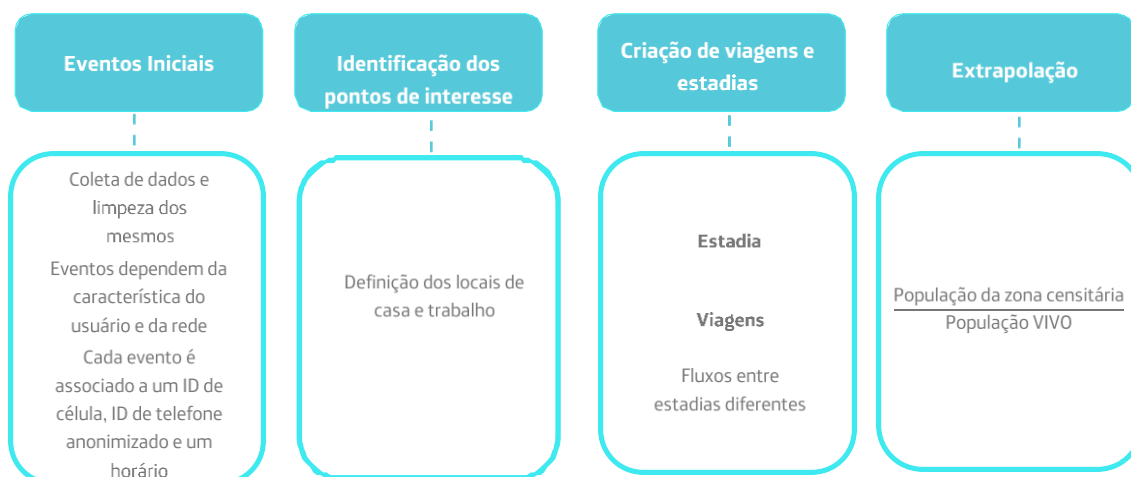 Eventos Iniciais
Coleta de dados e
limpeza dos
mesmos
Eventos dependem da
característica do
usuário e da rede
Cada evento é
associado a um ID de
célula, ID de telefone
anonimizado e um
horário
Identificação dos
pontos de interesse
Definição dos locais de
casa e trabalho
Criação de viagens e
estadias
Estadia
Viagens
Fluxos entre
estadias diferentes
Extrapolação
População da zona censitária
População VIVO